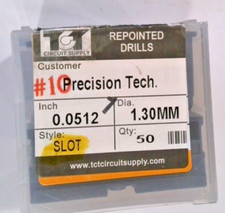 TCT
CIRCUIT SUPPLY
REPOINTED
DRILLS
Customer
#10 Precision Tech.
Inch
Dia.
0.0512
1.30MM
Style:
Qty:
SLOT
50
www.tctcircuitsupply.com